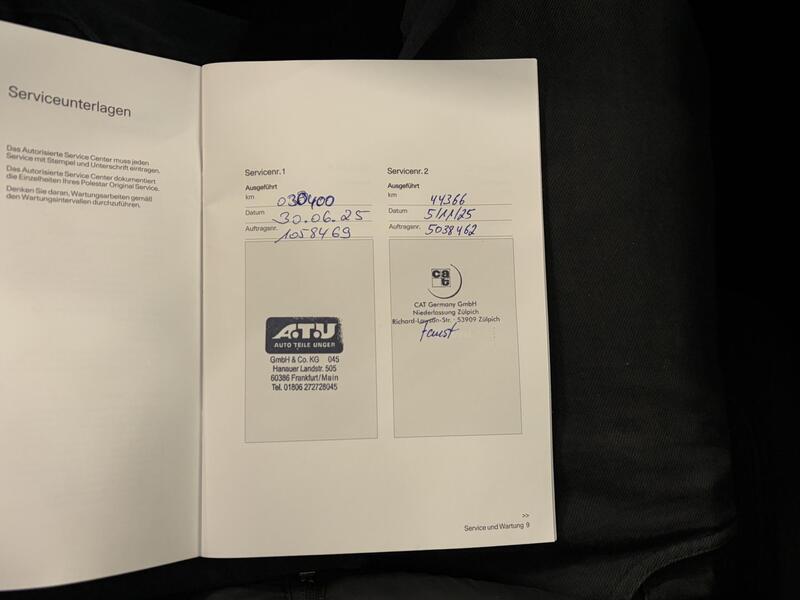 Serviceunterlagen
Das Autorisierte Service Center muss jeden
Service mit Stempel und Unterschrift eintragen.
Das Autorisierte Service Center dokumentiert
die Einzelheiten Ihres Polestar Original Service.
Denken Sie daran, Wartungsarbeiten gemäß
den Wartungsintervallen durchzuführen.
Servicenr. 1
Ausgeführt
km 030400
Datum 30.06.25
Auftragsnr. 1058469
A.T.U
AUTO TEILE UNGER
GmbH & Co. KG 045
Hanauer Landstr. 505
60386 Frankfurt/Main
Tel. 01806 272728045
Servicenr. 2
Ausgeführt
km 44366
Datum 5/11/25
Auftragsnr. 5038462
cat
CAT Germany GmbH
Niederlassung Zülpich
Richard-Lawson-Str. · 53909 Zülpich
>>
Service und Wartung 9